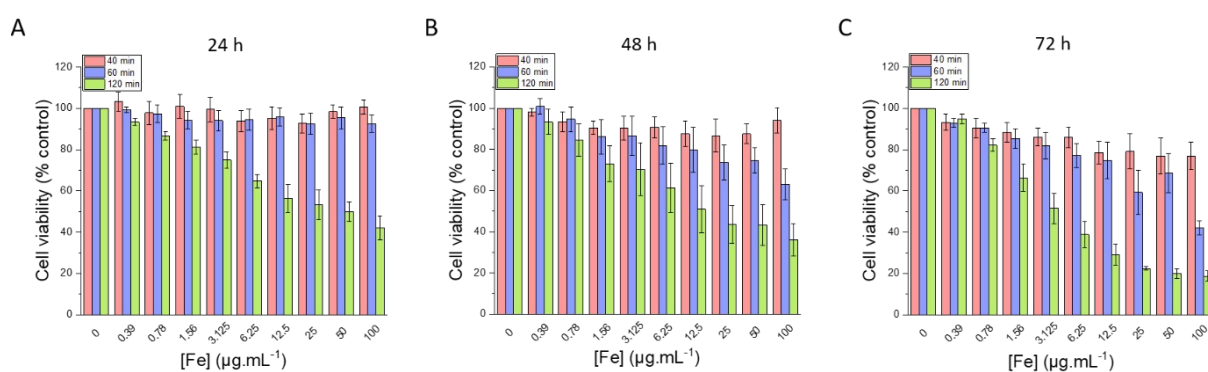 A
24 h
40 min
60 min
120 min
120
100
80
60
40
20
0
Cell viability (% control)
0
0.39
0.78
1.56
3.125
6.25
12.5
25
50
100
[Fe] (µg.mL⁻¹)
B
48 h
40 min
60 min
120 min
120
100
80
60
40
20
0
Cell viability (% control)
0
0.39
0.78
1.56
3.125
6.25
12.5
25
50
100
[Fe] (µg.mL⁻¹)
C
72 h
40 min
60 min
120 min
120
100
80
60
40
20
0
Cell viability (% control)
0
0.39
0.78
1.56
3.125
6.25
12.5
25
50
100
[Fe] (µg.mL⁻¹)